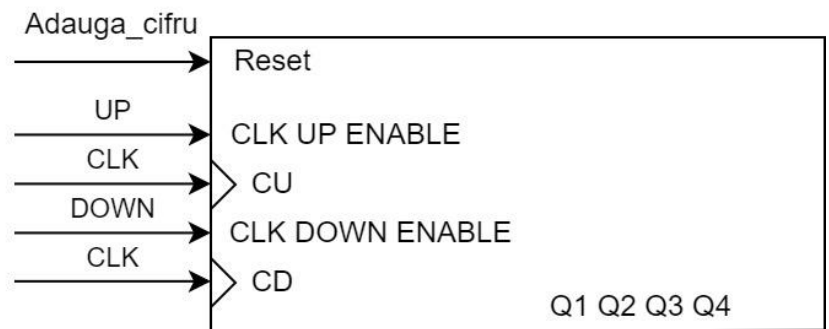 Adauga_cifru
Reset
UP
CLK UP ENABLE
CLK
CU
DOWN
CLK DOWN ENABLE
CLK
CD
Q1 Q2 Q3 Q4